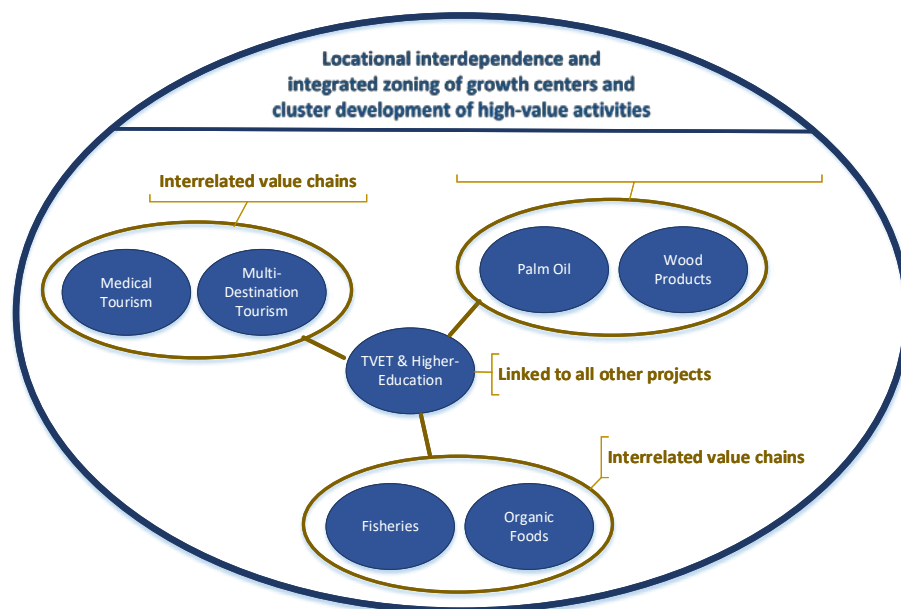 Locational interdependence and
integrated zoning of growth centers and
cluster development of high-value activities
Interrelated value chains
Medical
Tourism
Multi-
Destination
Tourism
Palm Oil
Wood
Products
TVET & Higher-
Education
Linked to all other projects
Interrelated value chains
Fisheries
Organic
Foods